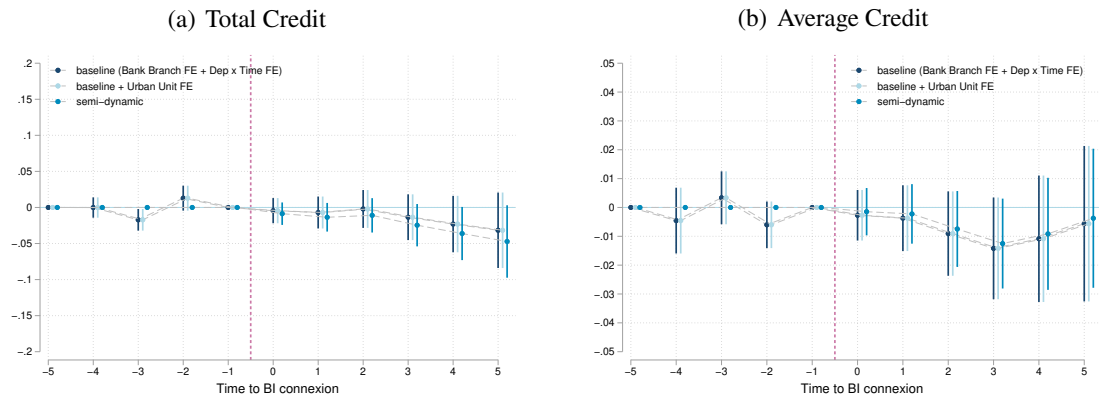 (a) Total Credit
baseline (Bank Branch FE + Dep x Time FE)
baseline + Urban Unit FE
semi-dynamic
.2
.15
.1
.05
0
-.05
-.1
-.15
-.2
-5 -4 -3 -2 -1 0 1 2 3 4 5
Time to BI connexion
(b) Average Credit
baseline (Bank Branch FE + Dep x Time FE)
baseline + Urban Unit FE
semi-dynamic
.05
.04
.03
.02
.01
0
-.01
-.02
-.03
-.04
-.05
-5 -4 -3 -2 -1 0 1 2 3 4 5
Time to BI connexion